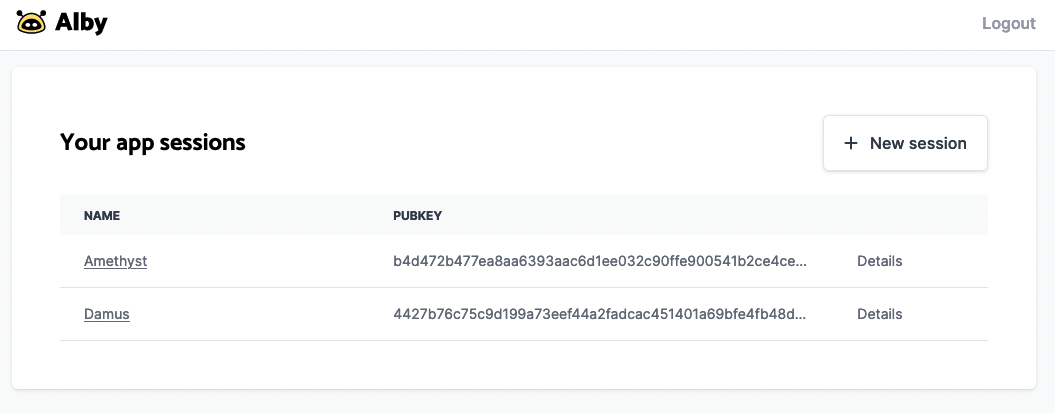 Alby
Logout
Your app sessions
+ New session
NAME PUBKEY
Amethyst b4d472b477ea8aa6393aac6d1ee032c90ffe900541b2ce4ce... Details
Damus 4427b76c75c9d199a73eef44a2fadcac451401a69bfe4fb48d... Details